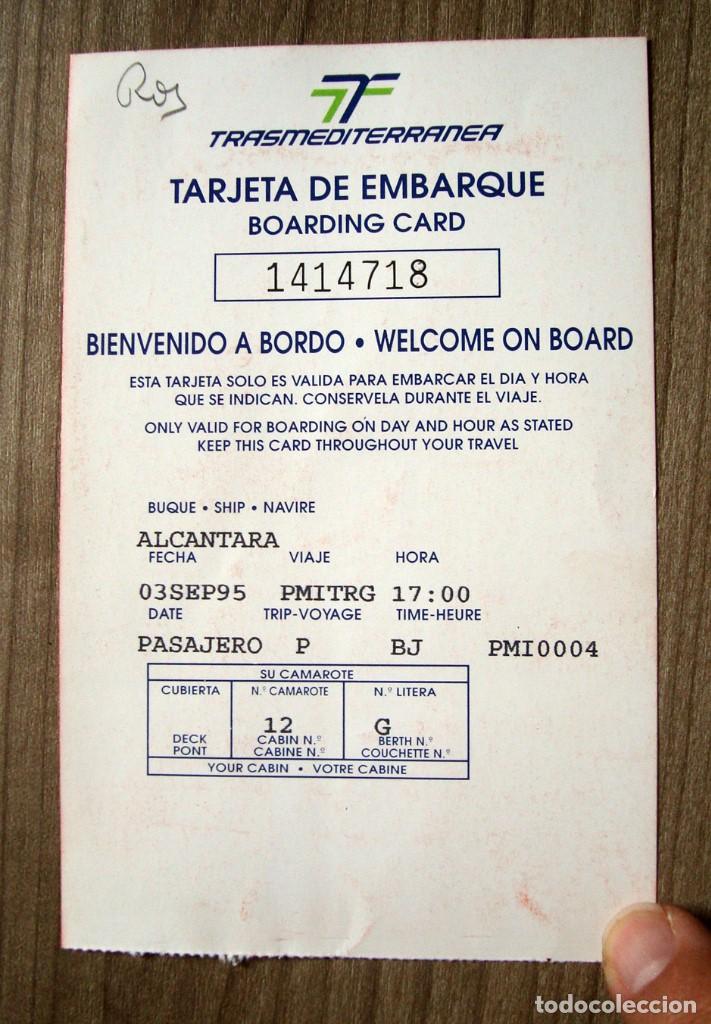 Ros
TRASMEDITERRANEA
TARJETA DE EMBARQUE
BOARDING CARD
1414718
BIENVENIDO A BORDO • WELCOME ON BOARD
ESTA TARJETA SOLO ES VALIDA PARA EMBARCAR EL DIA Y HORA
QUE SE INDICAN. CONSERVELA DURANTE EL VIAJE.
ONLY VALID FOR BOARDING ON DAY AND HOUR AS STATED
KEEP THIS CARD THROUGHOUT YOUR TRAVEL
BUQUE • SHIP • NAVIRE
ALCANTARA
FECHA VIAJE HORA
03SEP95 PMITRG 17:00
DATE TRIP-VOYAGE TIME-HEURE
PASAJERO P BJ PMI0004
SU CAMAROTE
CUBIERTA N.º CAMAROTE N.º LITERA
12 G
DECK CABIN N.º BERTH N.º
PONT CABINE N.º COUCHETTE N.º
YOUR CABIN • VOTRE CABINE
todocoleccion